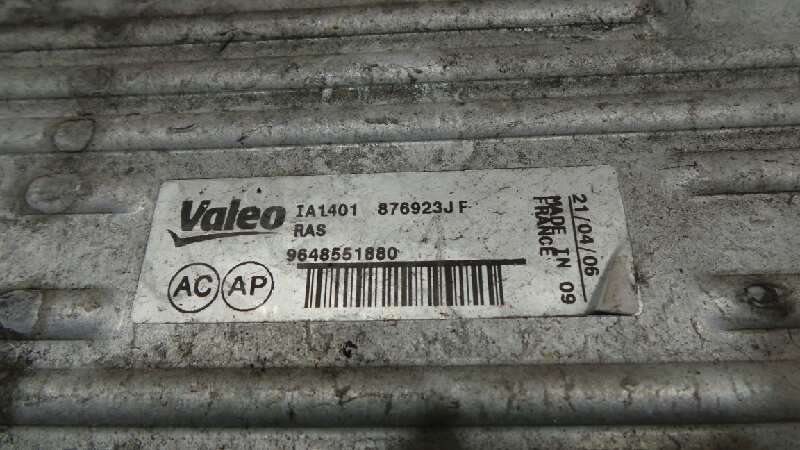 Valeo IA1401 876923J F
RAS
9648551880
AC AP
21/04/06
MADE IN 09
FRANCE